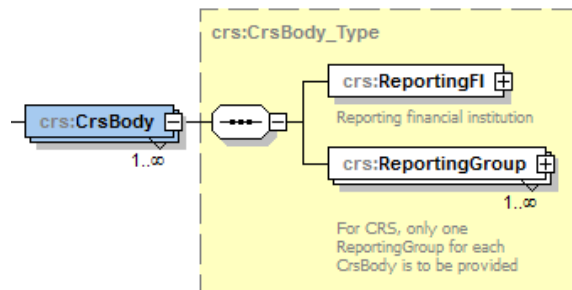 crs:CrsBody_Type
crs:CrsBody
1..∞
crs:ReportingFI
Reporting financial institution
crs:ReportingGroup
1..∞
For CRS, only one
ReportingGroup for each
CrsBody is to be provided